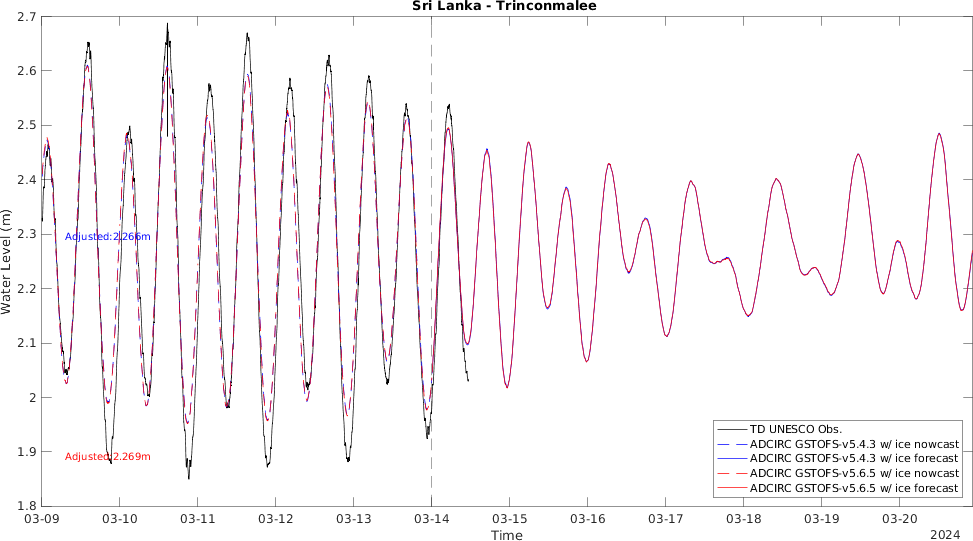 Sri Lanka - Trinconmalee
2.7
2.6
2.5
2.4
2.3
2.2
2.1
2
1.9
1.8
Water Level (m)
Adjusted:2.266m
Adjusted:2.269m
TD UNESCO Obs.
ADCIRC GSTOFS-v5.4.3 w/ ice nowcast
ADCIRC GSTOFS-v5.4.3 w/ ice forecast
ADCIRC GSTOFS-v5.6.5 w/ ice nowcast
ADCIRC GSTOFS-v5.6.5 w/ ice forecast
03-09 03-10 03-11 03-12 03-13 03-14 03-15 03-16 03-17 03-18 03-19 03-20
Time
2024